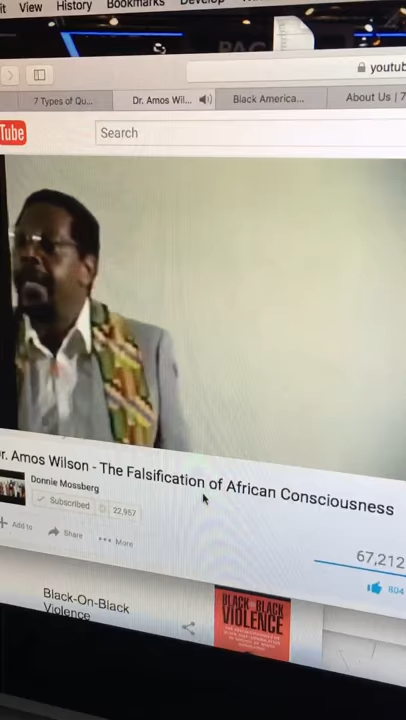 it View History Bookmarks Develop
7 Types of Qu... Dr. Amos Wil... Black America... About Us | 7
youtub
Tube Search
r. Amos Wilson - The Falsification of African Consciousness
Donnie Mossberg
Subscribed 22,957
Add to Share More
67,212
804
Black-On-Black
Violence
BLACK BLACK
VIOLENCE